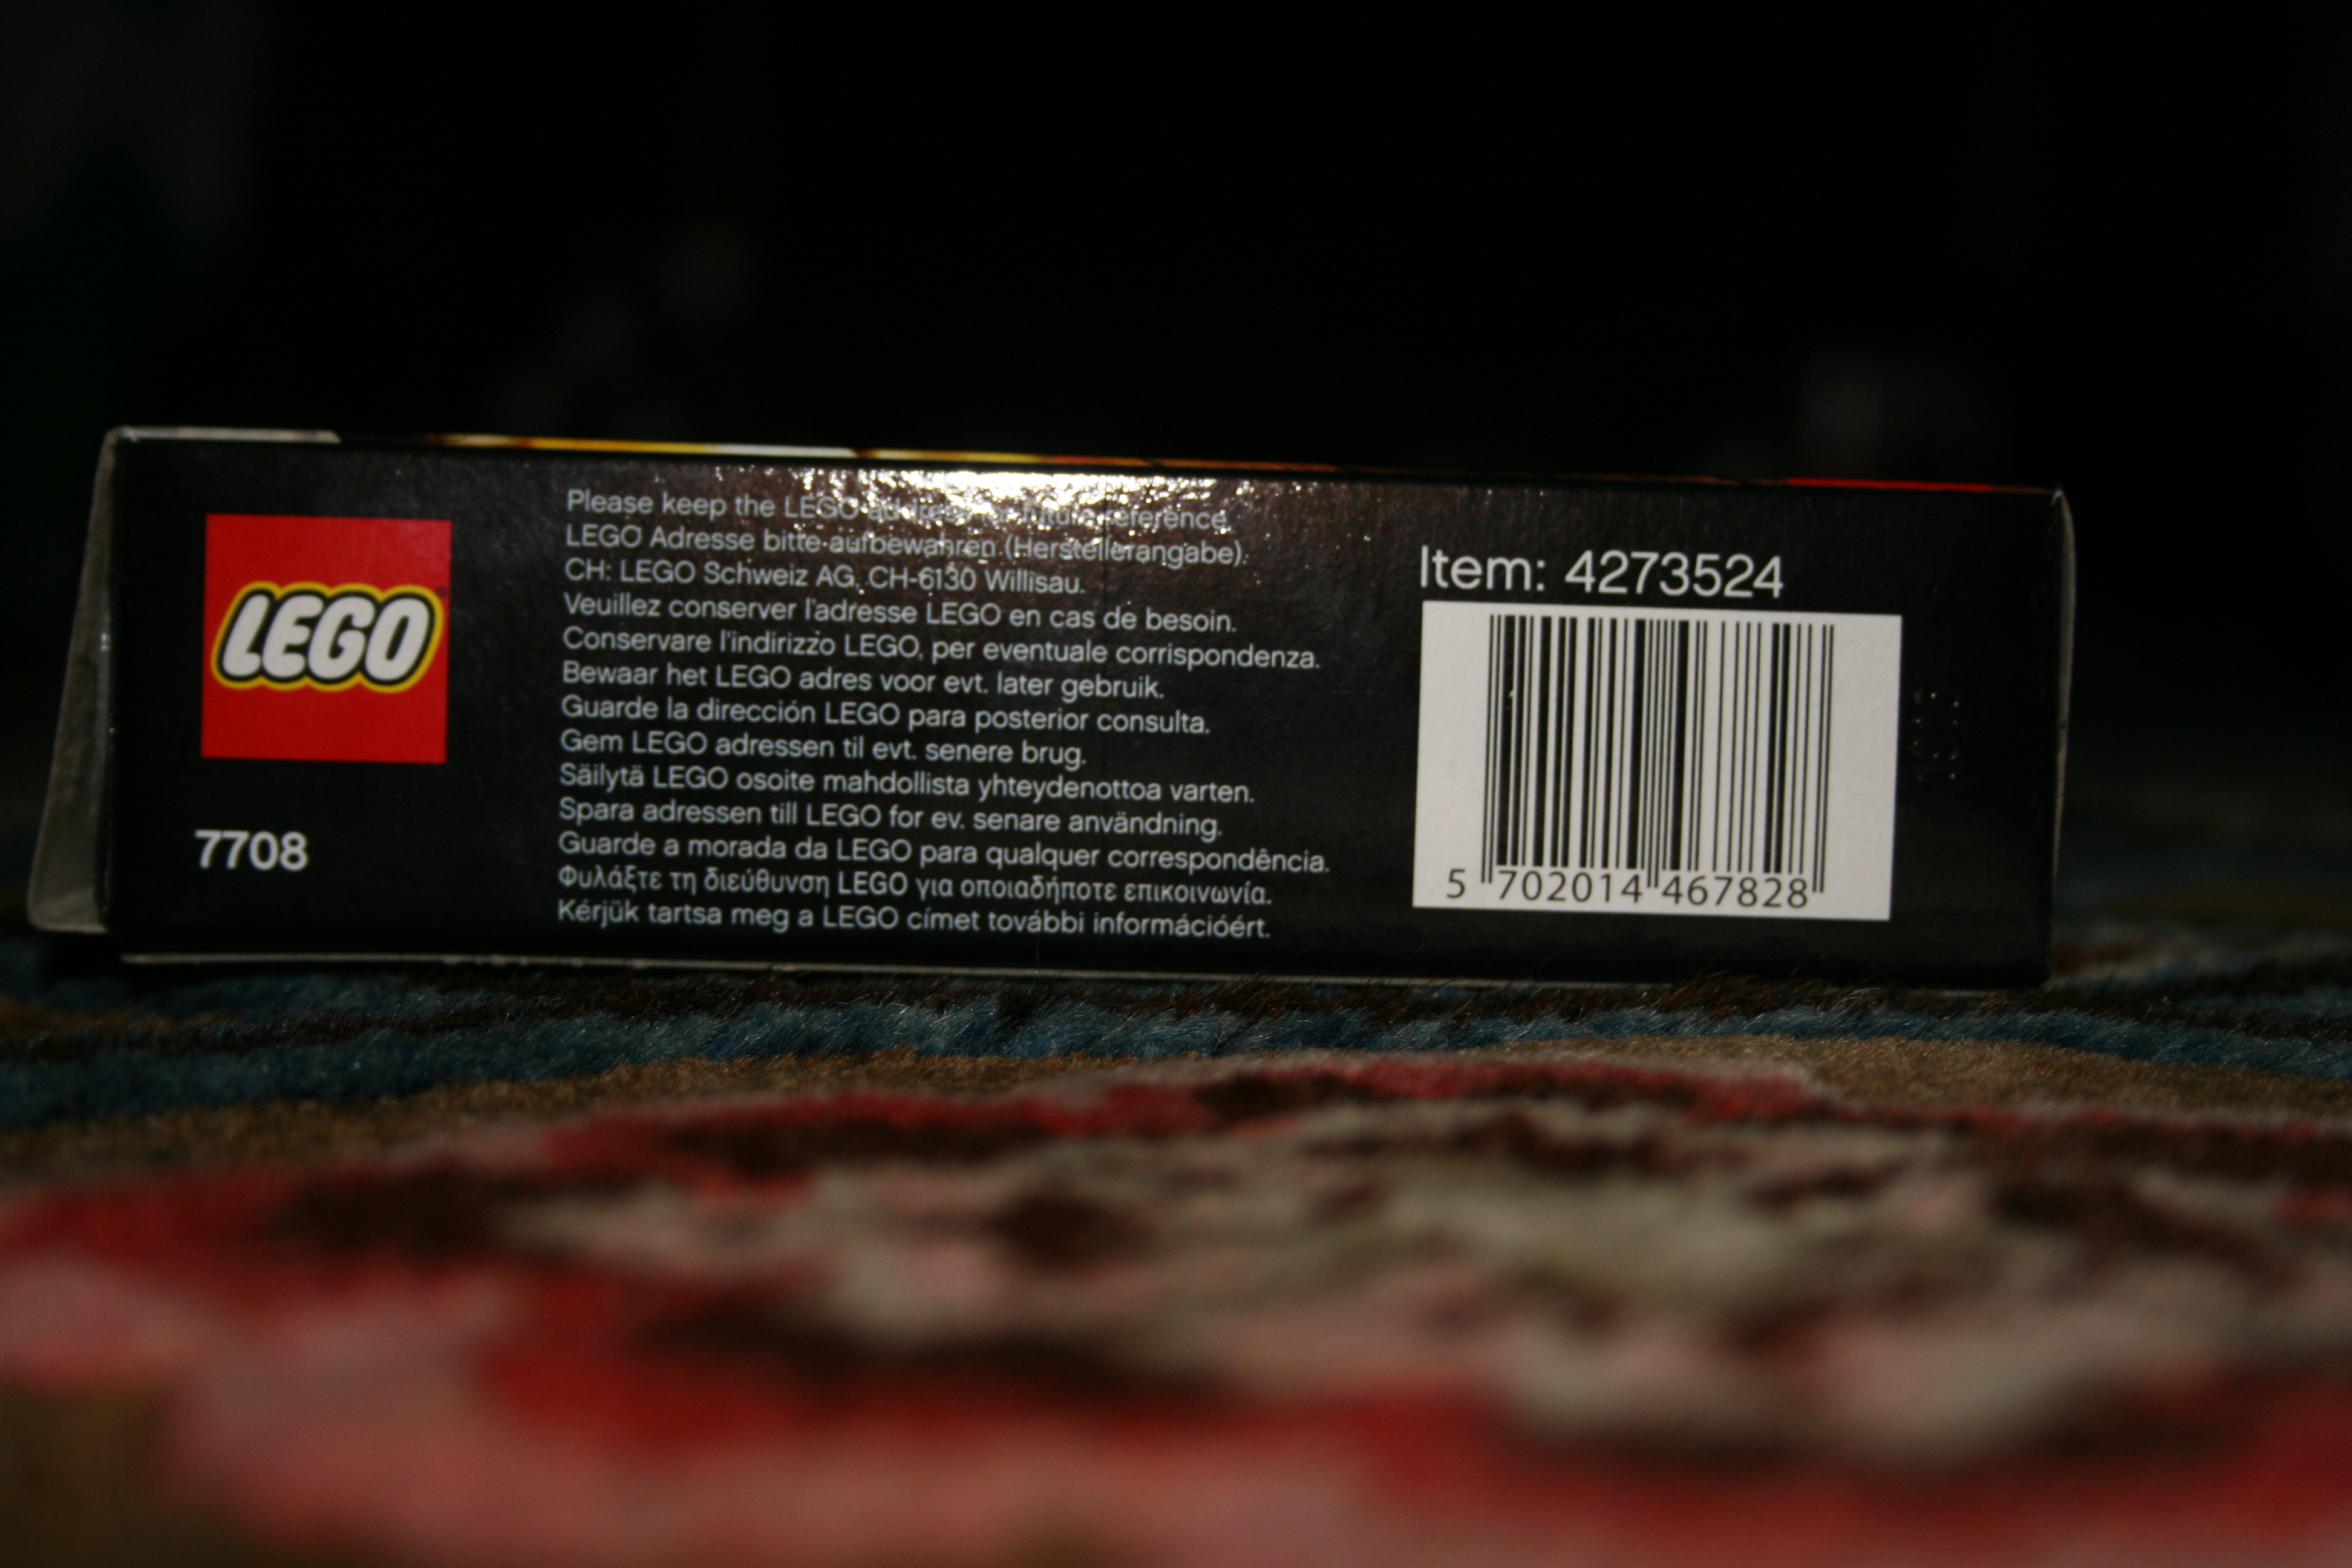 LEGO
7708
Please keep the LEGO address for future reference.
LEGO Adresse bitte aufbewahren (Herstellerangabe).
CH: LEGO Schweiz AG, CH-6130 Willisau.
Veuillez conserver l'adresse LEGO en cas de besoin.
Conservare l'indirizzo LEGO, per eventuale corrispondenza.
Bewaar het LEGO adres voor evt. later gebruik.
Guarde la dirección LEGO para posterior consulta.
Gem LEGO adressen til evt. senere brug.
Säilytä LEGO osoite mahdollista yhteydenottoa varten.
Spara adressen till LEGO for ev. senare användning.
Guarde a morada da LEGO para qualquer correspondência.
Φυλάξτε τη διεύθυνση LEGO για οποιαδήποτε επικοινωνία.
Kérjük tartsa meg a LEGO címet további információért.
Item: 4273524
5 702014 467828